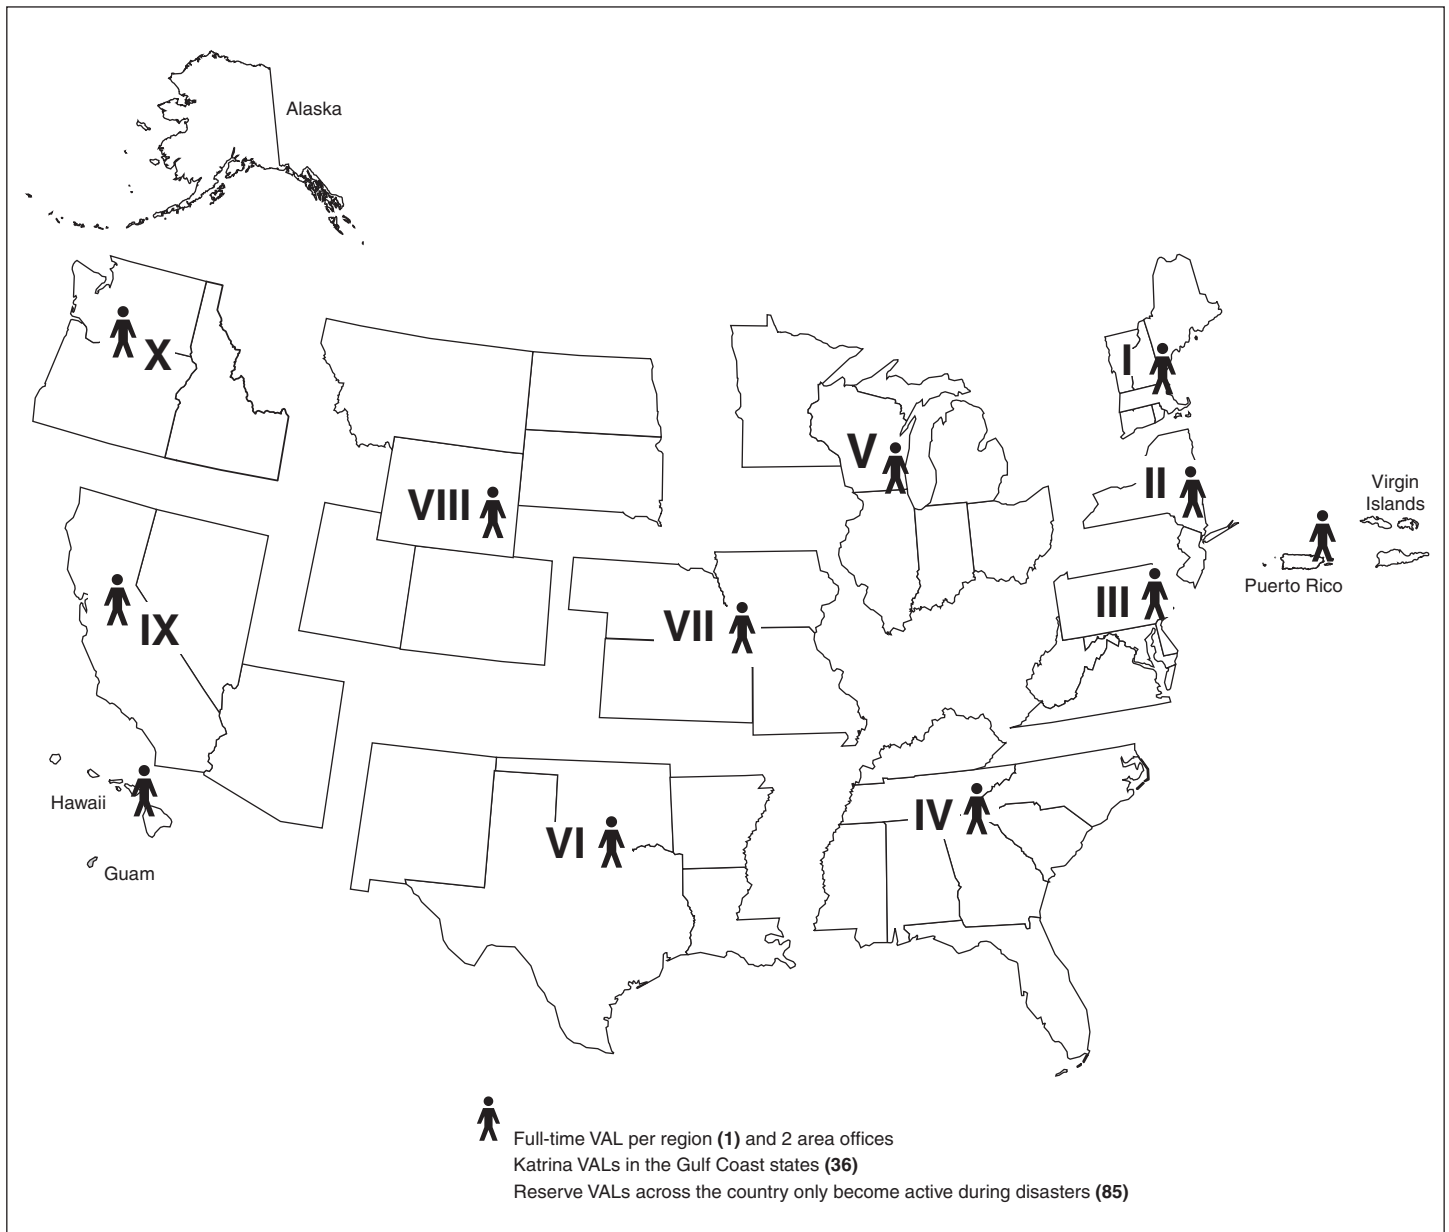 Alaska
X
I
V
II
Virgin
Islands
VIII
Puerto Rico
III
VII
IX
Hawaii
IV
VI
Guam
Full-time VAL per region (1) and 2 area offices
Katrina VALs in the Gulf Coast states (36)
Reserve VALs across the country only become active during disasters (85)